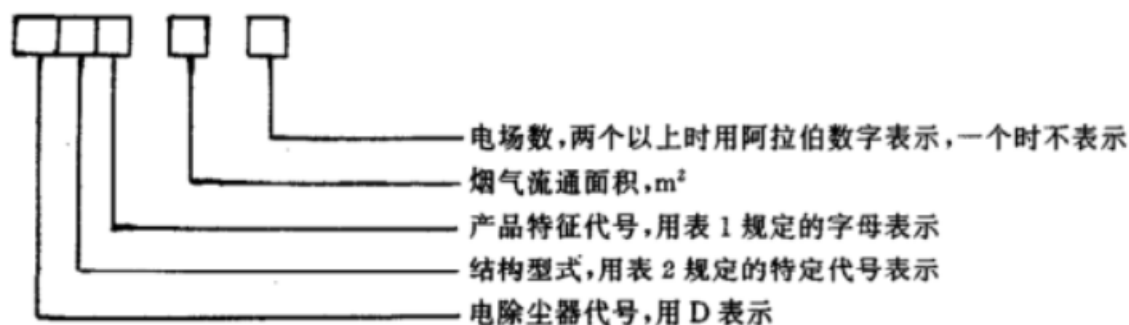 电场数,两个以上时用阿拉伯数字表示,一个时不表示
烟气流通面积,m²
产品特征代号,用表 1 规定的字母表示
结构型式,用表 2 规定的特定代号表示
电除尘器代号,用 D 表示